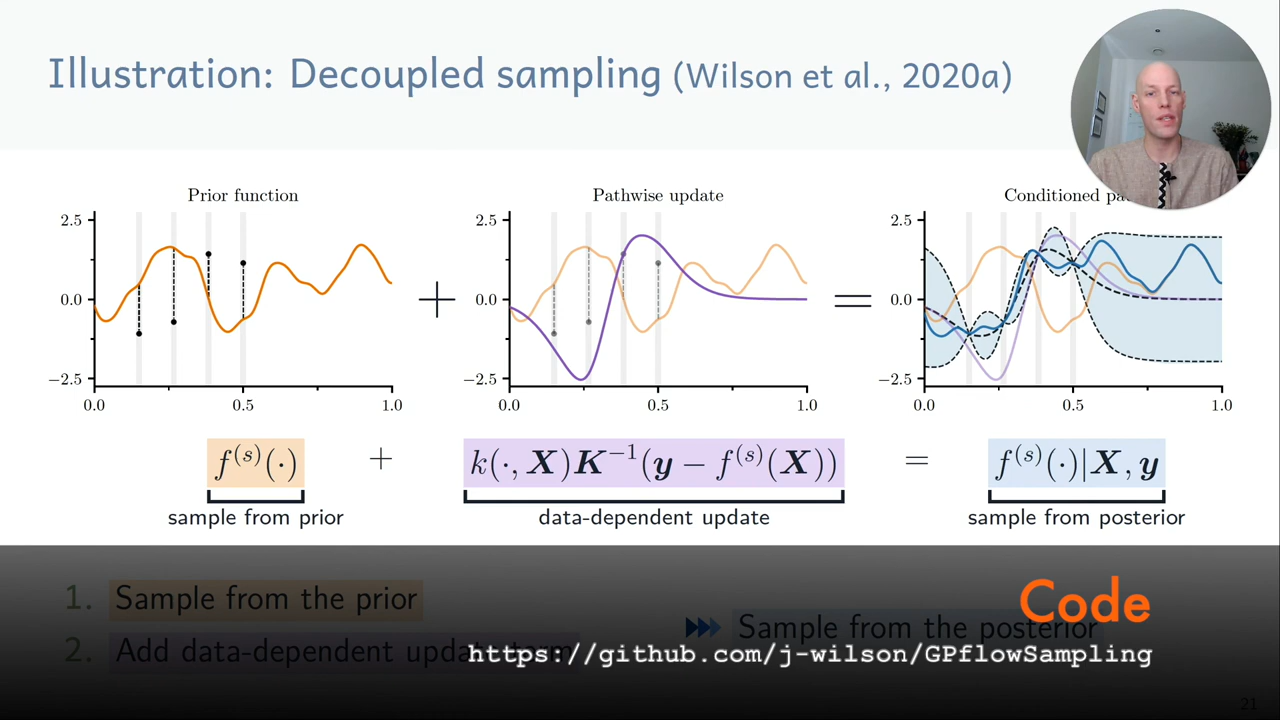 Illustration: Decoupled sampling (Wilson et al., 2020a)
Prior function
Pathwise update
Conditioned
2.5
0.0
−2.5
0.0 0.5 1.0
+
2.5
0.0
−2.5
0.0 0.5 1.0
=
2.5
0.0
−2.5
0.0 0.5 1.0
f^(s)(·) + k(·, X)K^−1(y − f^(s)(X)) = f^(s)(·)|X, y
sample from prior
data-dependent update
sample from posterior
1. Sample from the prior
2. Add data-dependent update
Sample from the posterior
Code
https://github.com/j-wilson/GPflowSampling
21